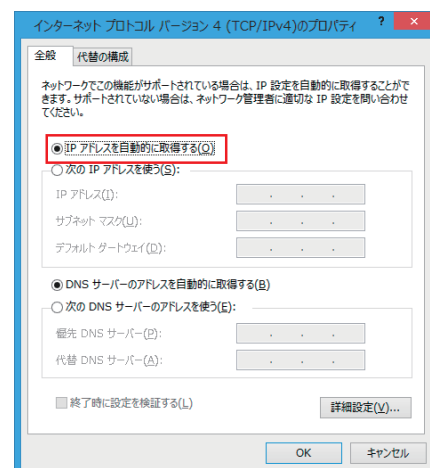 インターネット プロトコル バージョン 4 (TCP/IPv4)のプロパティ ? ×
全般 代替の構成
ネットワークでこの機能がサポートされている場合は、IP 設定を自動的に取得することがで
きます。サポートされていない場合は、ネットワーク管理者に適切な IP 設定を問い合わせ
てください。
IP アドレスを自動的に取得する(O)
次の IP アドレスを使う(S):
IP アドレス(I):
サブネット マスク(U):
デフォルト ゲートウェイ(D):
DNS サーバーのアドレスを自動的に取得する(B)
次の DNS サーバーのアドレスを使う(E):
優先 DNS サーバー(P):
代替 DNS サーバー(A):
終了時に設定を検証する(L)
詳細設定(V)...
OK キャンセル